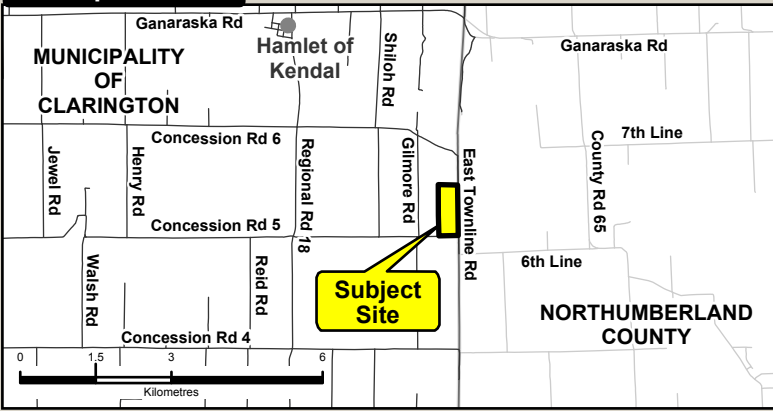 Ganaraska Rd
Hamlet of
Kendal
MUNICIPALITY
OF
CLARINGTON
Shiloh Rd
Ganaraska Rd
Concession Rd 6
7th Line
Jewel Rd
Henry Rd
Regional Rd 18
Gilmore Rd
East Townline Rd
County Rd 65
Concession Rd 5
6th Line
Walsh Rd
Reid Rd
Subject
Site
NORTHUMBERLAND
COUNTY
Concession Rd 4
0 1.5 3 6
Kilometres